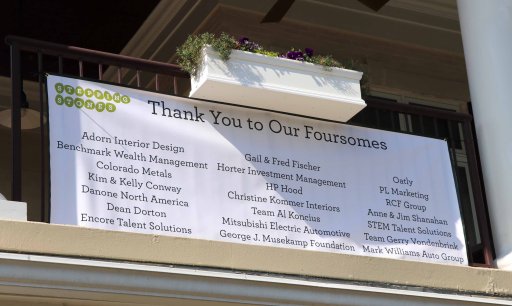 STEPPING
STONES
Thank You to Our Foursomes
Adorn Interior Design
Benchmark Wealth Management
Colorado Metals
Kim & Kelly Conway
Danone North America
Dean Dorton
Encore Talent Solutions
Gail & Fred Fischer
Horter Investment Management
HP Hood
Christine Kommer Interiors
Team Al Koncius
Mitsubishi Electric Automotive
George J. Musekamp Foundation
Oatly
PL Marketing
RCF Group
Anne & Jim Shanahan
STEM Talent Solutions
Team Gerry Vondenbrink
Mark Williams Auto Group